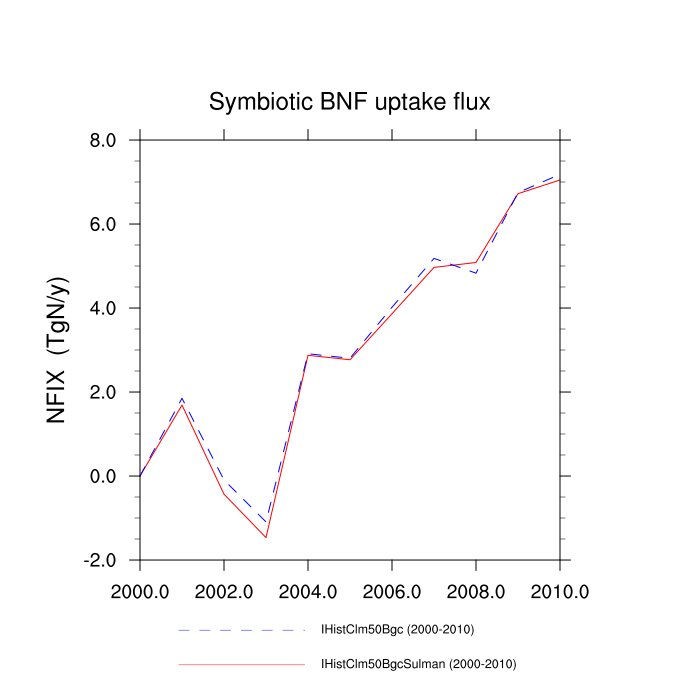 Symbiotic BNF uptake flux
8.0
6.0
4.0
2.0
0.0
-2.0
NFIX (TgN/y)
2000.0 2002.0 2004.0 2006.0 2008.0 2010.0
IHistClm50Bgc (2000-2010)
IHistClm50BgcSulman (2000-2010)